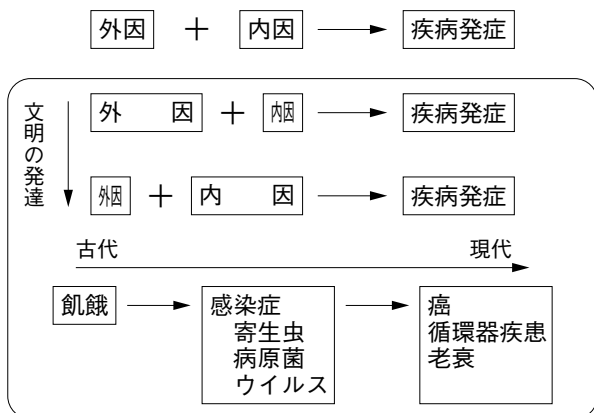 外因 + 内因 → 疾病発症
文明の発達
外 因 + 内因 → 疾病発症
外因 + 内 因 → 疾病発症
古代 現代
飢餓 → 感染症 → 癌
寄生虫 循環器疾患
病原菌 老衰
ウイルス